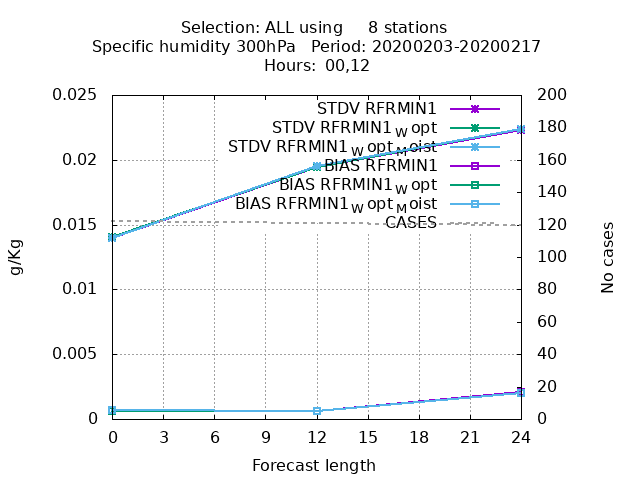 Selection: ALL using 8 stations
Specific humidity 300hPa Period: 20200203-20200217
Hours: 00,12
0.025
0.02
0.015
0.01
0.005
0
g/Kg
STDV RFRMIN1
STDV RFRMIN1Wopt
STDV RFRMIN1WoptMoist
BIAS RFRMIN1
BIAS RFRMIN1Wopt
BIAS RFRMIN1WoptMoist
CASES
200
180
160
140
120
100
80
60
40
20
0
No cases
0 3 6 9 12 15 18 21 24
Forecast length